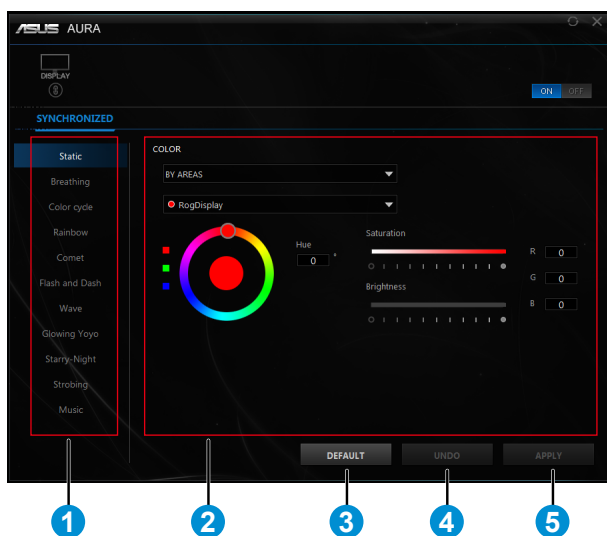 ASUS AURA
DISPLAY
ON OFF
SYNCHRONIZED
Static
Breathing
Color cycle
Rainbow
Comet
Flash and Dash
Wave
Glowing Yoyo
Starry-Night
Strobing
Music
COLOR
BY AREAS
RogDisplay
Hue
0 °
Saturation
Brightness
R 0
G 0
B 0
DEFAULT UNDO APPLY
1 2 3 4 5